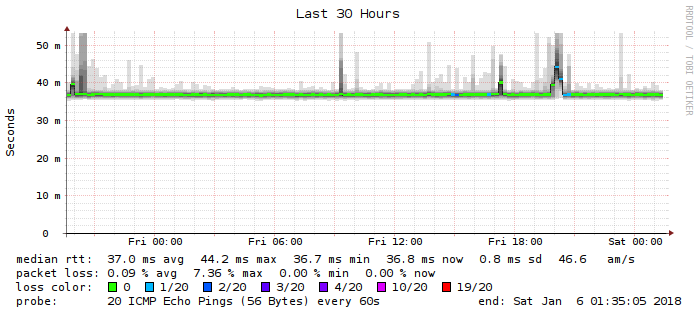 Last 30 Hours
RRDTOOL / TOBI OETIKER
Seconds
50 m
40 m
30 m
20 m
10 m
0
Fri 00:00 Fri 06:00 Fri 12:00 Fri 18:00 Sat 00:00
median rtt: 37.0 ms avg 44.2 ms max 36.7 ms min 36.8 ms now 0.8 ms sd 46.6 am/s
packet loss: 0.09 % avg 7.36 % max 0.00 % min 0.00 % now
loss color: 0 1/20 2/20 3/20 4/20 10/20 19/20
probe: 20 ICMP Echo Pings (56 Bytes) every 60s end: Sat Jan 6 01:35:05 2018